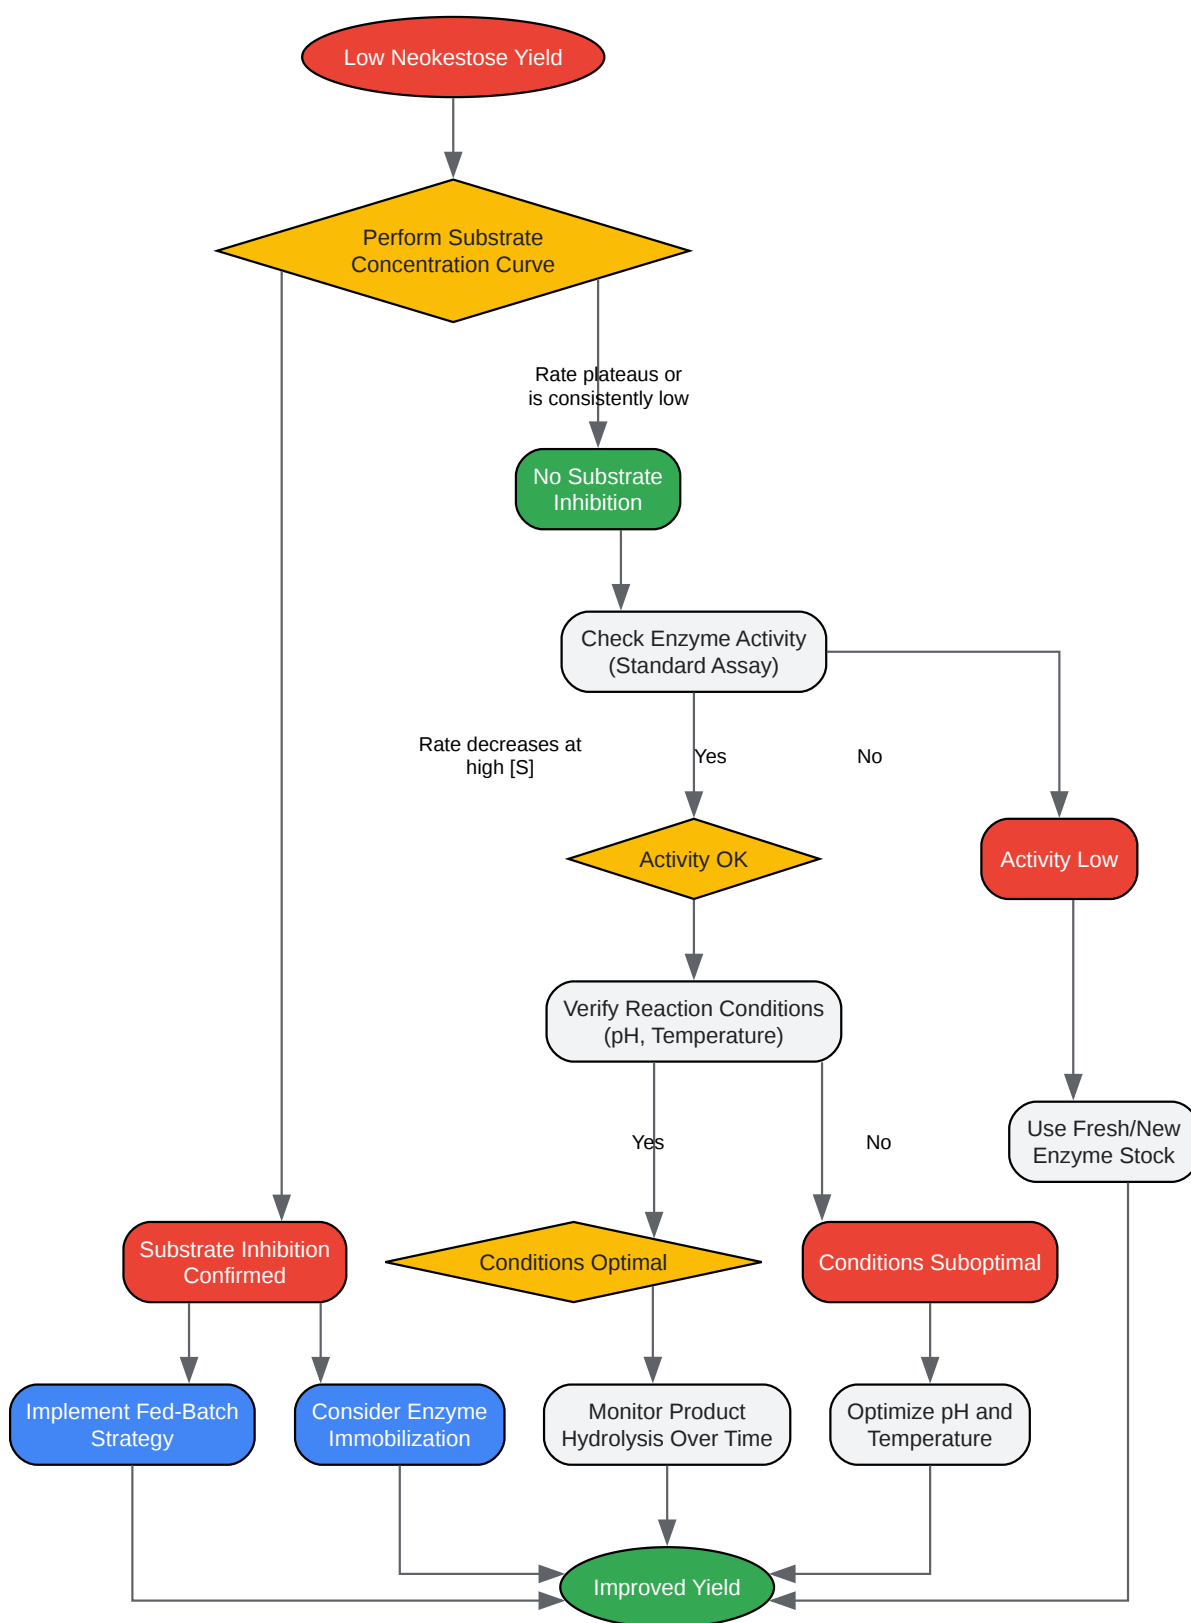 Low Neokestose Yield
Perform Substrate
Concentration Curve
Rate plateaus or
is consistently low
No Substrate
Inhibition
Check Enzyme Activity
(Standard Assay)
Rate decreases at
high [S]
Yes
No
Activity OK
Activity Low
Verify Reaction Conditions
(pH, Temperature)
Use Fresh/New
Enzyme Stock
Yes
No
Substrate Inhibition
Confirmed
Conditions Optimal
Conditions Suboptimal
Implement Fed-Batch
Strategy
Consider Enzyme
Immobilization
Monitor Product
Hydrolysis Over Time
Optimize pH and
Temperature
Improved Yield